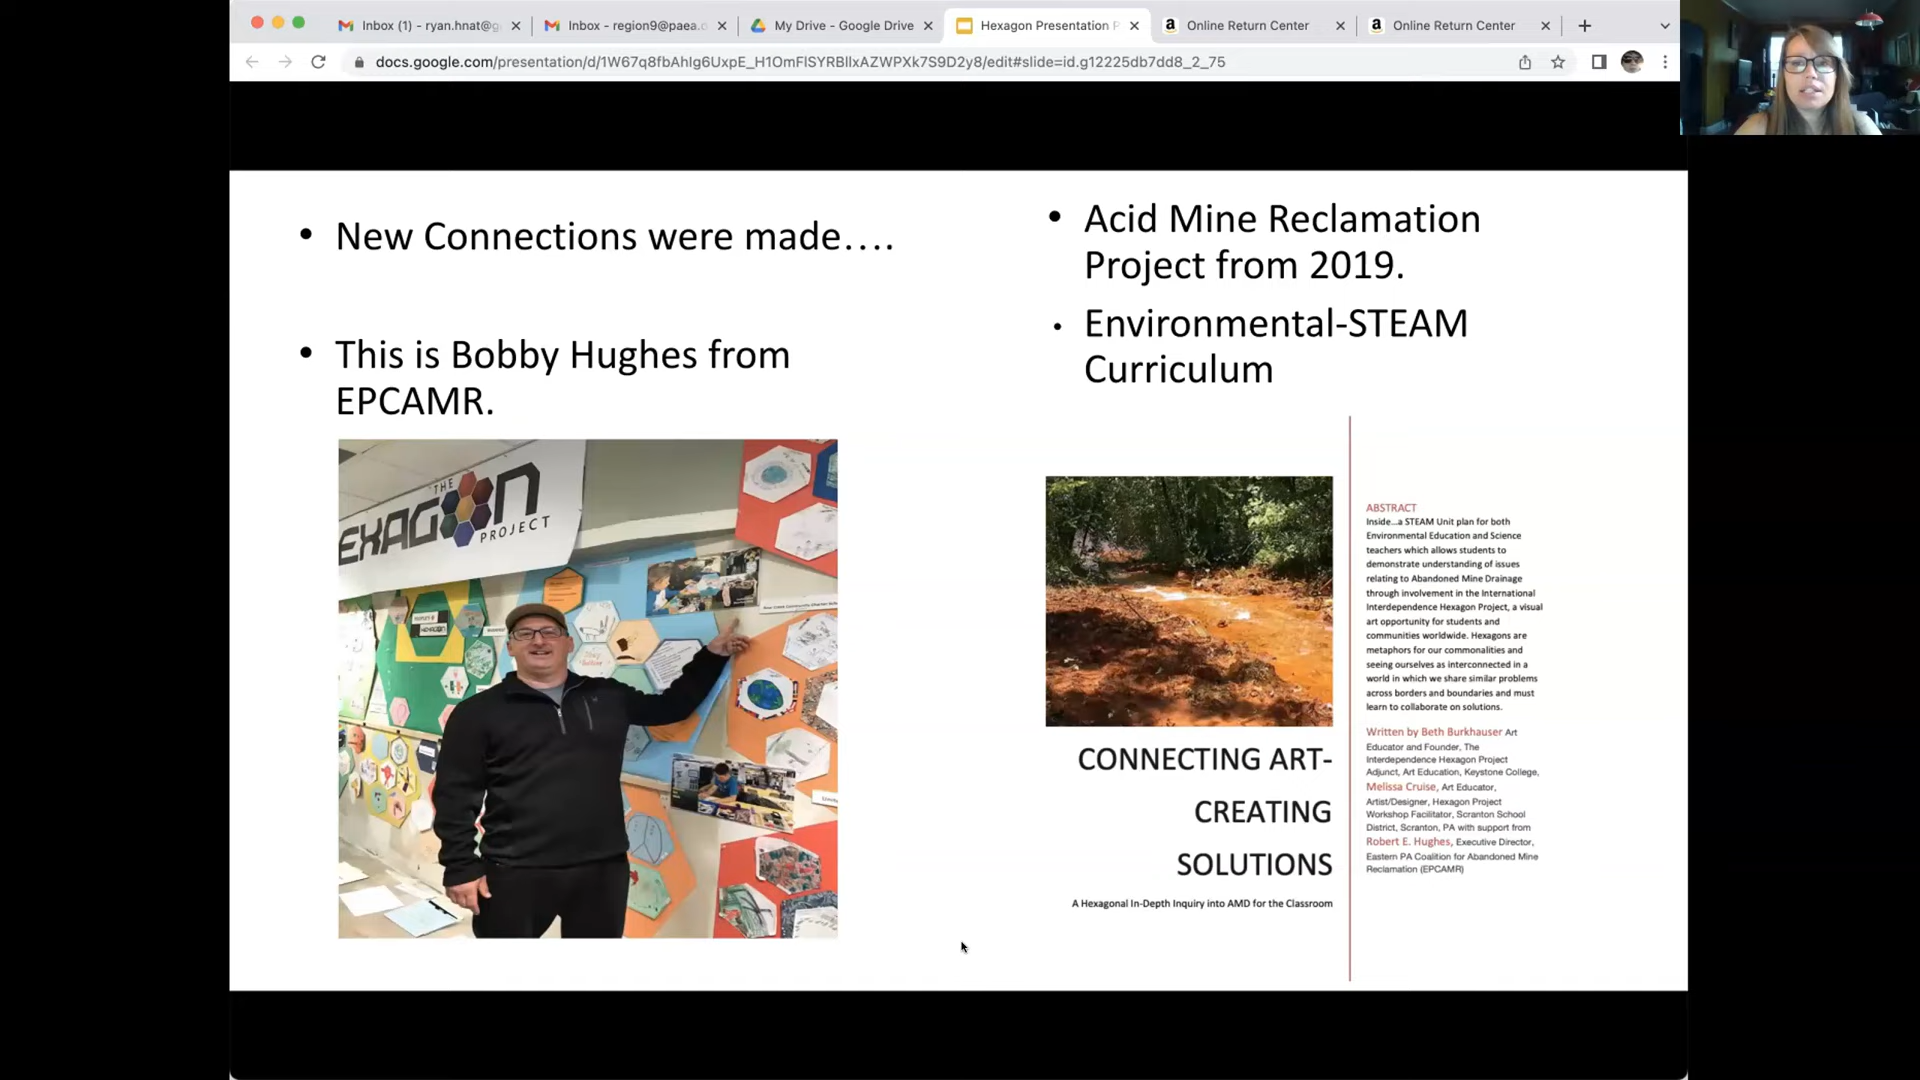 Inbox (1) - ryan.hnat@g
Inbox - region9@paea.o
My Drive - Google Drive
Hexagon Presentation P
Online Return Center
Online Return Center
docs.google.com/presentation/d/1W67q8fbAhIg6UxpE_H1OmFlSYRBllxAZWPXk7S9D2y8/edit#slide=id.g12225db7dd8_2_75
• New Connections were made….
• This is Bobby Hughes from
EPCAMR.
THE
EXAGON
PROJECT
HEXAGON
• Acid Mine Reclamation
Project from 2019.
• Environmental-STEAM
Curriculum
CONNECTING ART-
CREATING
SOLUTIONS
A Hexagonal In-Depth Inquiry into AMD for the Classroom
ABSTRACT
Inside…a STEAM Unit plan for both
Environmental Education and Science
teachers which allows students to
demonstrate understanding of issues
relating to Abandoned Mine Drainage
through involvement in the International
Interdependence Hexagon Project, a visual
art opportunity for students and
communities worldwide. Hexagons are
metaphors for our commonalities and
seeing ourselves as interconnected in a
world in which we share similar problems
across borders and boundaries and must
learn to collaborate on solutions.
Written by Beth Burkhauser Art
Educator and Founder, The
Interdependence Hexagon Project
Adjunct, Art Education, Keystone College,
Melissa Cruise, Art Educator,
Artist/Designer, Hexagon Project
Workshop Facilitator, Scranton School
District, Scranton, PA with support from
Robert E. Hughes, Executive Director,
Eastern PA Coalition for Abandoned Mine
Reclamation (EPCAMR)